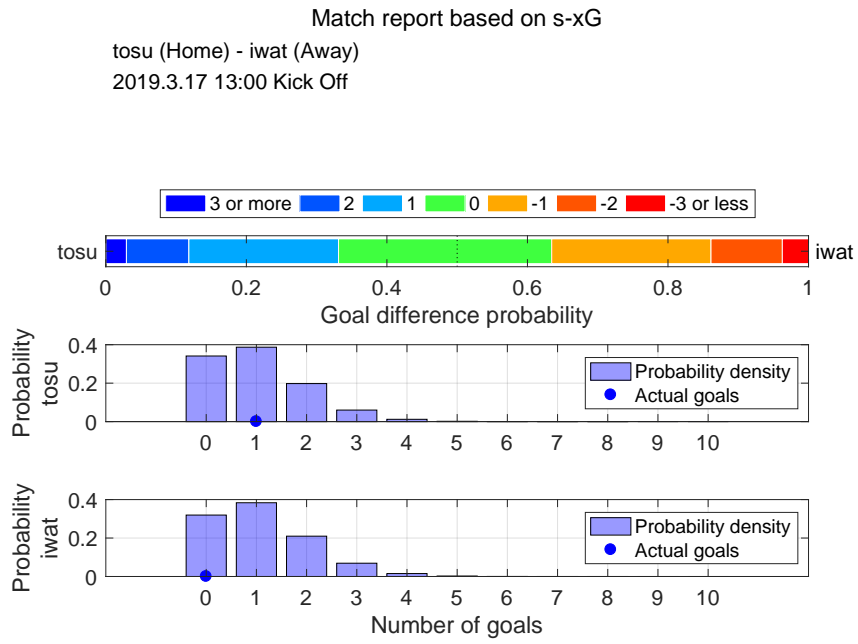 Match report based on s-xG
tosu (Home) - iwat (Away)
2019.3.17 13:00 Kick Off
3 or more 2 1 0 -1 -2 -3 or less
tosu iwat
0 0.2 0.4 0.6 0.8 1
Goal difference probability
Probability
tosu
0.4
0.2
0
Probability density
Actual goals
0 1 2 3 4 5 6 7 8 9 10
Probability
iwat
0.4
0.2
0
Probability density
Actual goals
0 1 2 3 4 5 6 7 8 9 10
Number of goals